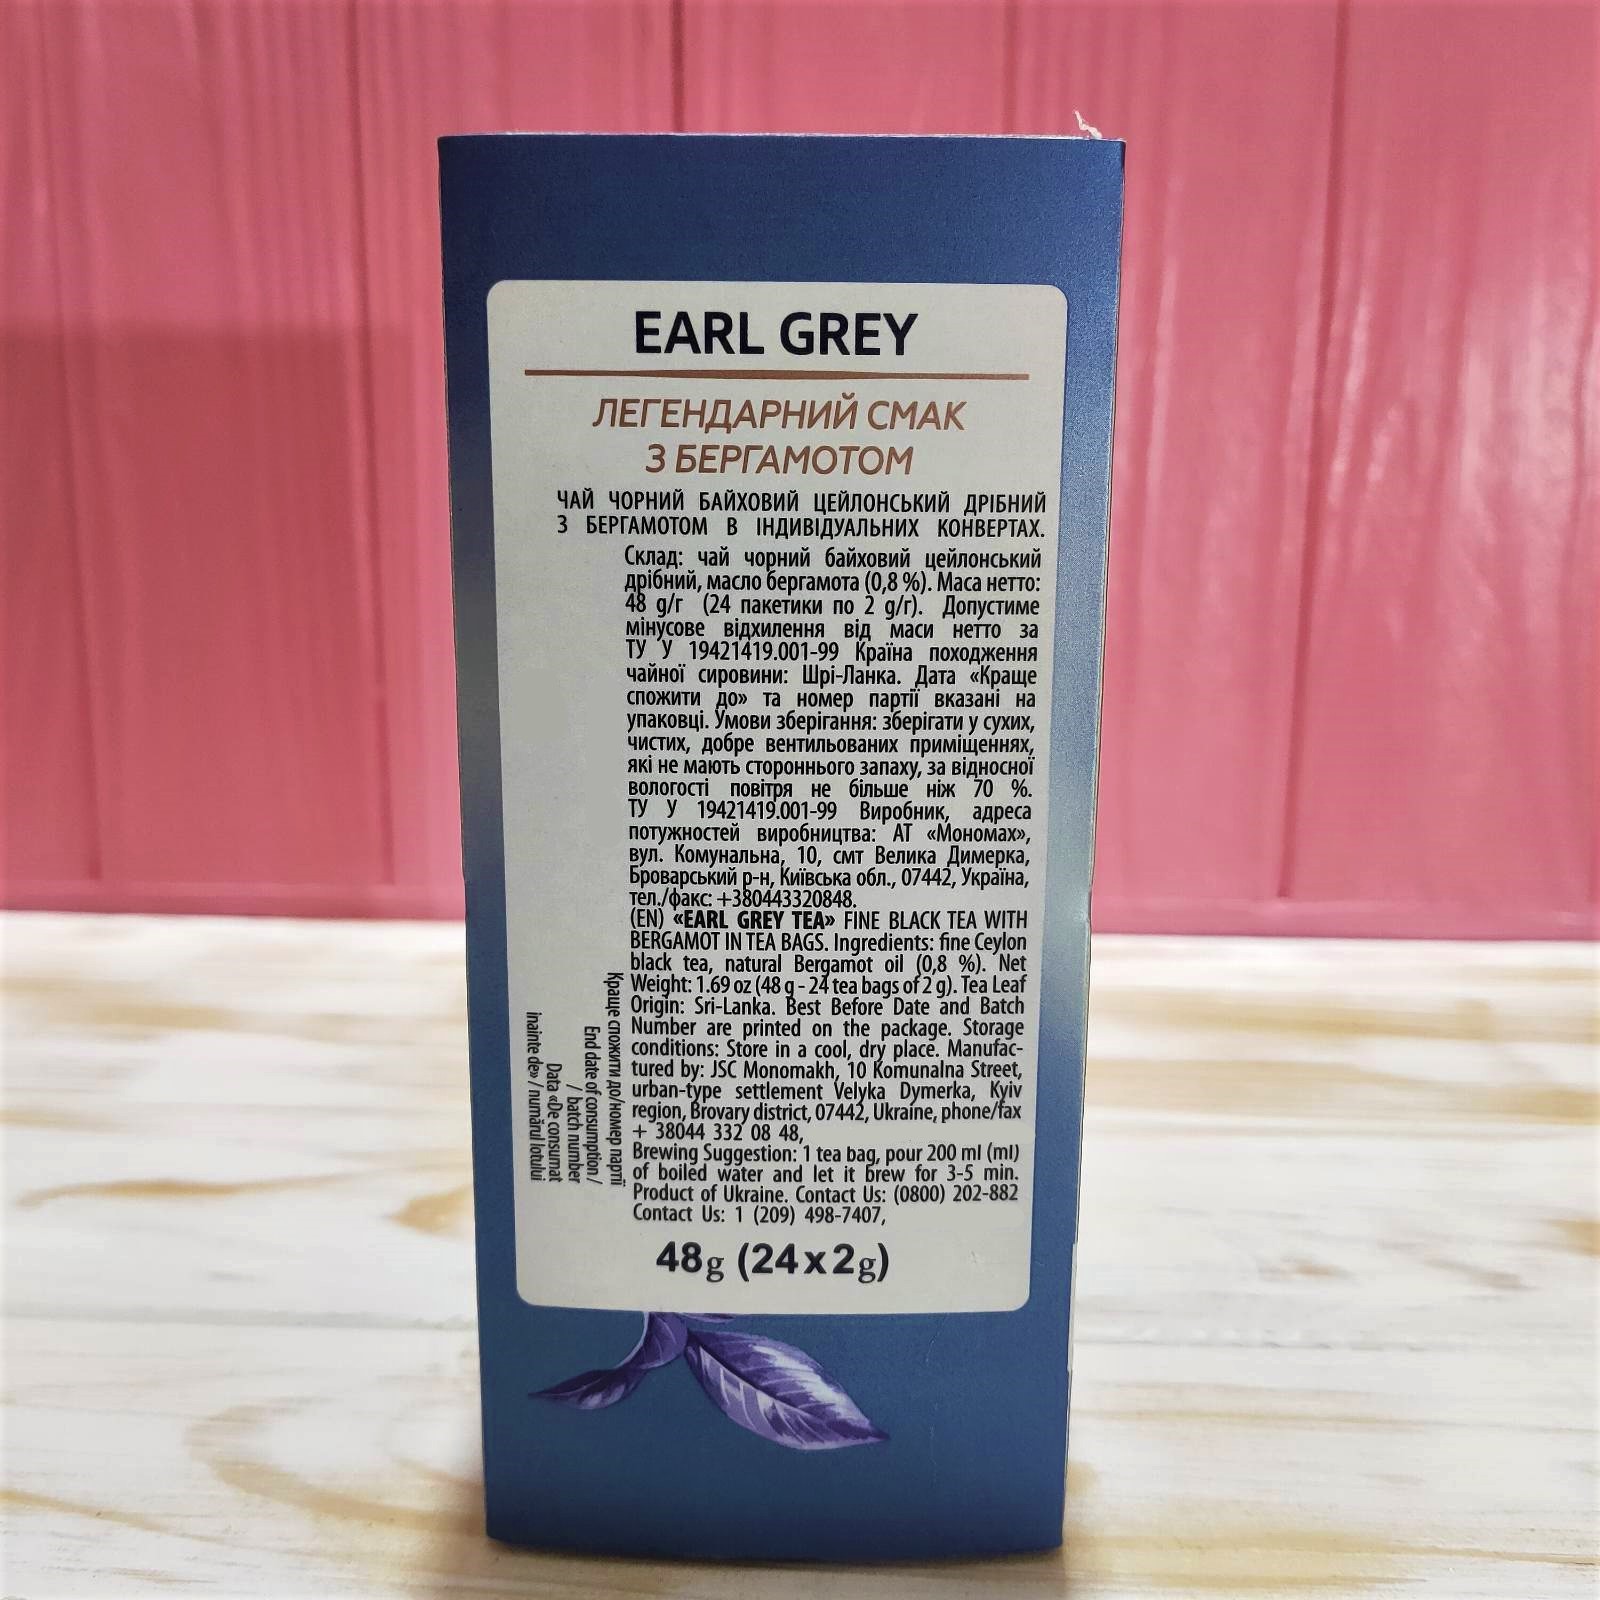 EARL GREY
ЛЕГЕНДАРНИЙ СМАК
З БЕРГАМОТОМ
ЧАЙ ЧОРНИЙ БАЙХОВИЙ ЦЕЙЛОНСЬКИЙ ДРІБНИЙ
З БЕРГАМОТОМ В ІНДИВІДУАЛЬНИХ КОНВЕРТАХ.
Склад: чай чорний байховий цейлонський
дрібний, масло бергамота (0,8 %). Маса нетто:
48 g/г (24 пакетики по 2 g/г). Допустиме
мінусове відхилення від маси нетто за
ТУ У 19421419.001-99 Країна походження
чайної сировини: Шрі-Ланка. Дата «Краще
спожити до» та номер партії вказані на
упаковці. Умови зберігання: зберігати у сухих,
чистих, добре вентильованих приміщеннях,
які не мають стороннього запаху, за відносної
вологості повітря не більше ніж 70 %.
ТУ У 19421419.001-99 Виробник, адреса
потужностей виробництва: АТ «Мономах»,
вул. Комунальна, 10, смт Велика Димерка,
Броварський р-н, Київська обл., 07442, Україна,
тел./факс: +380443320848.
(EN) «EARL GREY TEA» FINE BLACK TEA WITH
BERGAMOT IN TEA BAGS. Ingredients: fine Ceylon
black tea, natural Bergamot oil (0,8 %). Net
Weight: 1.69 oz (48 g - 24 tea bags of 2 g). Tea Leaf
Origin: Sri-Lanka. Best Before Date and Batch
Number are printed on the package. Storage
conditions: Store in a cool, dry place. Manufac-
tured by: JSC Monomakh, 10 Komunalna Street,
urban-type settlement Velyka Dymerka, Kyiv
region, Brovary district, 07442, Ukraine, phone/fax
+ 38044 332 08 48,
Brewing Suggestion: 1 tea bag, pour 200 ml (ml)
of boiled water and let it brew for 3-5 min.
Product of Ukraine. Contact Us: (0800) 202-882
Contact Us: 1 (209) 498-7407,
Краще спожити до/номер партії
End date of consumption /
/ batch number
Data «De consumat
inainte de» / numărul lotului
48g (24x2g)